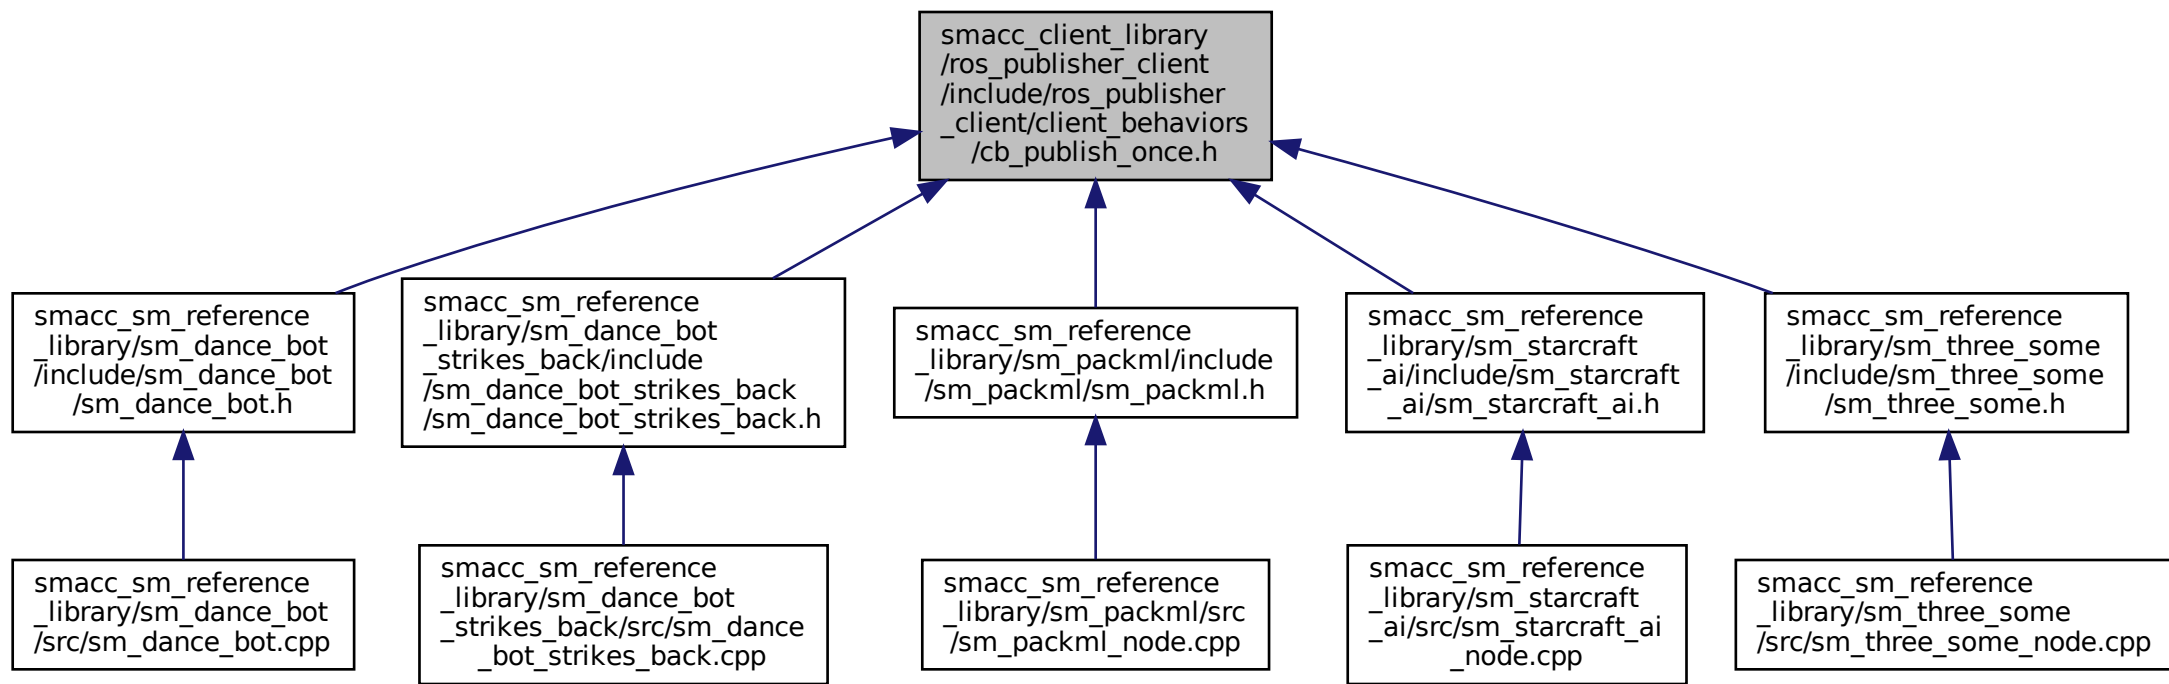 smacc_client_library
/ros_publisher_client
/include/ros_publisher
_client/client_behaviors
/cb_publish_once.h
smacc_sm_reference
_library/sm_dance_bot
/include/sm_dance_bot
/sm_dance_bot.h
smacc_sm_reference
_library/sm_dance_bot
_strikes_back/include
/sm_dance_bot_strikes_back
/sm_dance_bot_strikes_back.h
smacc_sm_reference
_library/sm_packml/include
/sm_packml/sm_packml.h
smacc_sm_reference
_library/sm_starcraft
_ai/include/sm_starcraft
_ai/sm_starcraft_ai.h
smacc_sm_reference
_library/sm_three_some
/include/sm_three_some
/sm_three_some.h
smacc_sm_reference
_library/sm_dance_bot
/src/sm_dance_bot.cpp
smacc_sm_reference
_library/sm_dance_bot
_strikes_back/src/sm_dance
_bot_strikes_back.cpp
smacc_sm_reference
_library/sm_packml/src
/sm_packml_node.cpp
smacc_sm_reference
_library/sm_starcraft
_ai/src/sm_starcraft_ai
_node.cpp
smacc_sm_reference
_library/sm_three_some
/src/sm_three_some_node.cpp